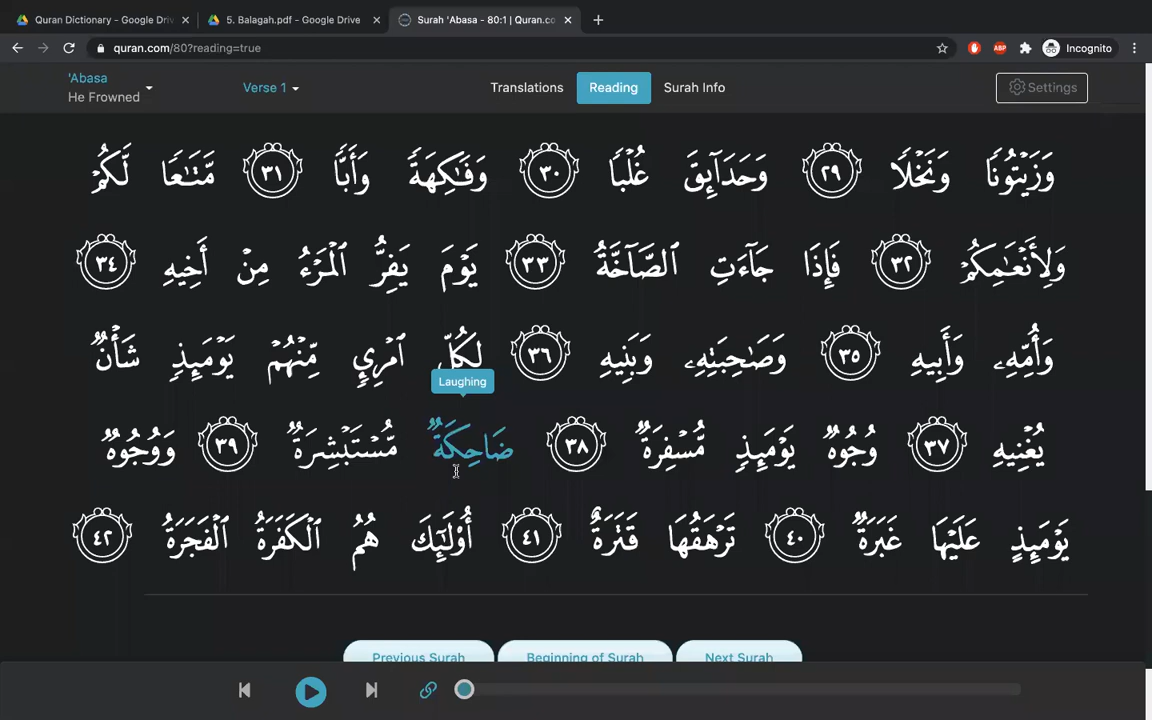 Quran Dictionary - Google Driv
5. Balagah.pdf - Google Drive
Surah 'Abasa - 80:1 | Quran.co
quran.com/80?reading=true
Incognito
'Abasa
He Frowned
Verse 1
Translations
Reading
Surah Info
Settings
وَزَيْتُونًا وَنَخْلًا ٢٩ وَحَدَآئِقَ غُلْبًا ٣٠ وَفَـٰكِهَةً وَأَبًّا ٣١ مَّتَـٰعًا لَّكُمْ
وَلِأَنْعَـٰمِكُمْ ٣٢ فَإِذَا جَآءَتِ ٱلصَّآخَّةُ ٣٣ يَوْمَ يَفِرُّ ٱلْمَرْءُ مِنْ أَخِيهِ ٣٤
وَأُمِّهِۦ وَأَبِيهِ ٣٥ وَصَـٰحِبَتِهِۦ وَبَنِيهِ ٣٦ لِكُلِّ ٱمْرِئٍ مِّنْهُمْ يَوْمَئِذٍ شَأْنٌ
Laughing
يُغْنِيهِ ٣٧ وُجُوهٌ يَوْمَئِذٍ مُّسْفِرَةٌ ٣٨ ضَاحِكَةٌ مُّسْتَبْشِرَةٌ ٣٩ وَوُجُوهٌ
يَوْمَئِذٍ عَلَيْهَا غَبَرَةٌ ٤٠ تَرْهَقُهَا قَتَرَةٌ ٤١ أُو۟لَـٰٓئِكَ هُمُ ٱلْكَفَرَةُ ٱلْفَجَرَةُ ٤٢
Previous Surah
Beginning of Surah
Next Surah